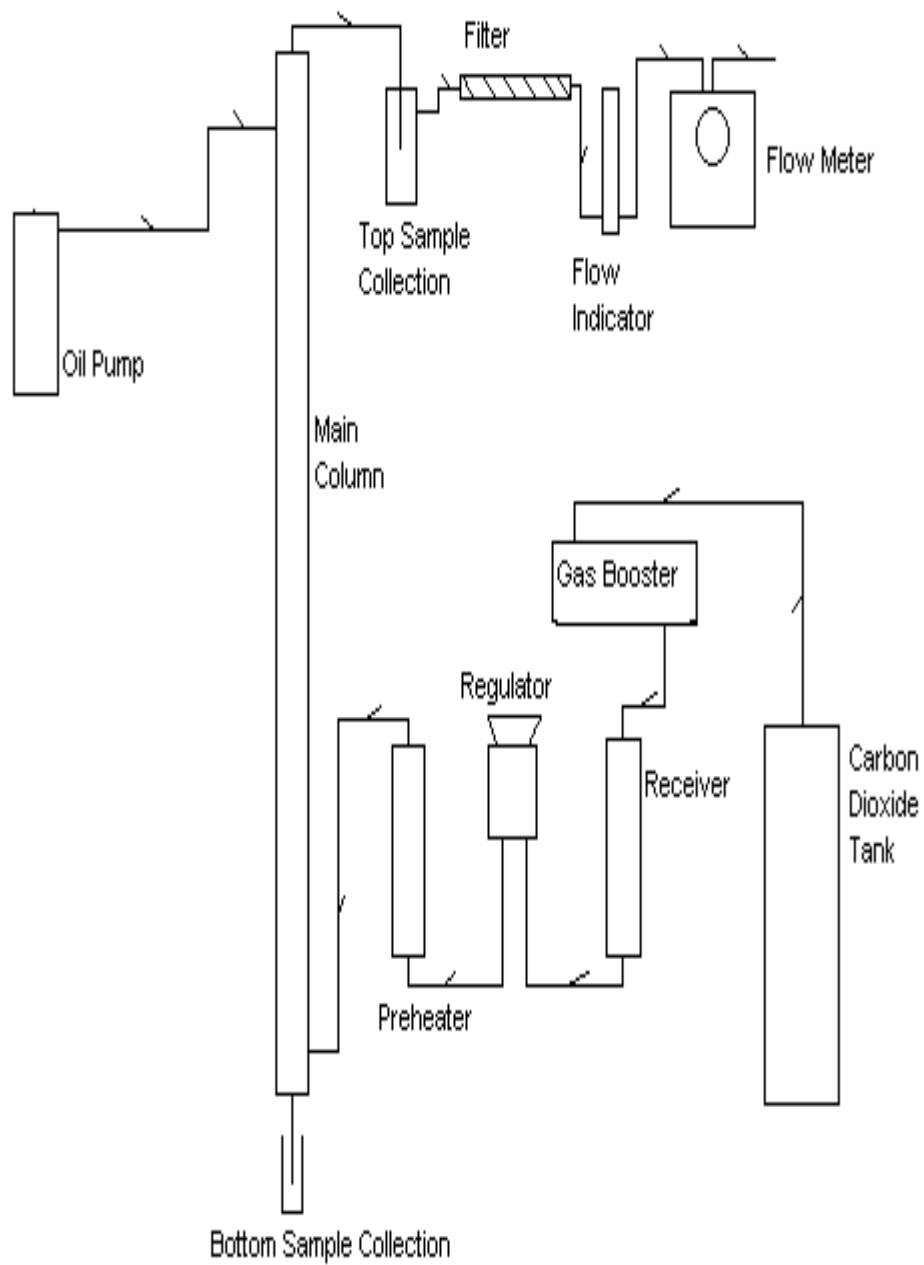 Filter
Flow Meter
Top Sample
Collection
Flow
Indicator
Oil Pump
Main
Column
Gas Booster
Regulator
Receiver
Carbon
Dioxide
Tank
Preheater
Bottom Sample Collection